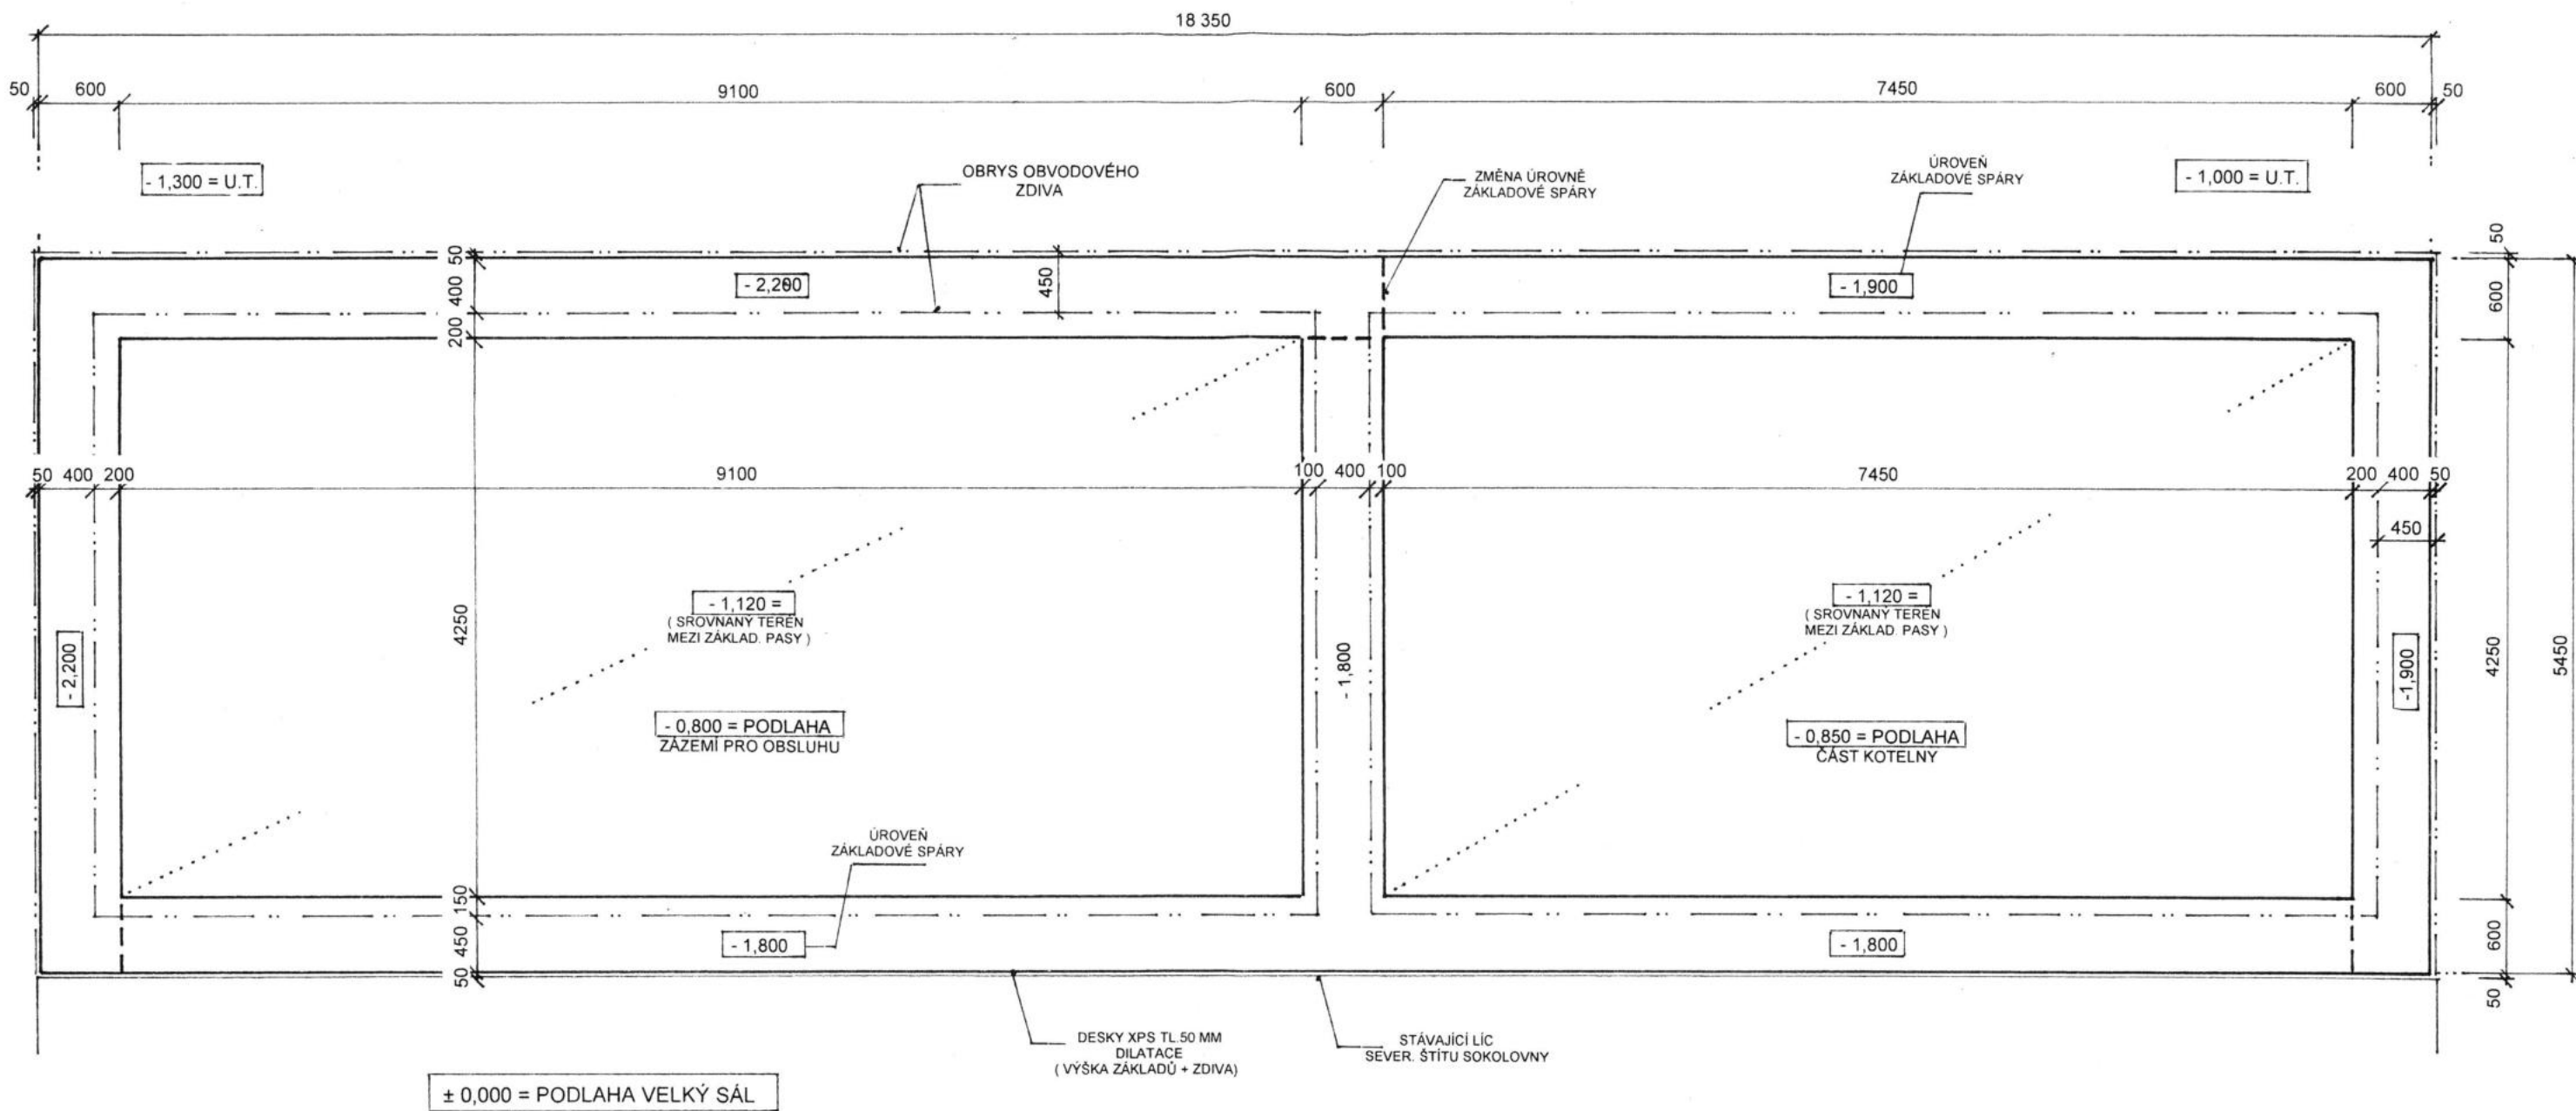 18 350
50 600 9100 600 7450 600 50
- 1,300 = U.T.
OBRYS OBVODOVÉHO
ZDIVA
ZMĚNA ÚROVNĚ
ZÁKLADOVÉ SPÁRY
ÚROVEŇ
ZÁKLADOVÉ SPÁRY
- 1,000 = U.T.
50
400
200
- 2,200
450
- 1,900
50
600
50 400 200 9100 100 400 100 7450 200 400 50
450
4250
- 1,120 =
( SROVNANÝ TERÉN
MEZI ZÁKLAD. PASY )
- 1,120 =
( SROVNANÝ TERÉN
MEZI ZÁKLAD. PASY )
- 2,200
- 1,800
-1,900
4250
5450
- 0,800 = PODLAHA
ZÁZEMÍ PRO OBSLUHU
- 0,850 = PODLAHA
ČÁST KOTELNY
ÚROVEŇ
ZÁKLADOVÉ SPÁRY
150
450
50
- 1,800
- 1,800
600
50
DESKY XPS TL.50 MM
DILATACE
( VÝŠKA ZÁKLADŮ + ZDIVA)
STÁVAJÍCÍ LÍC
SEVER. ŠTÍTU SOKOLOVNY
± 0,000 = PODLAHA VELKÝ SÁL